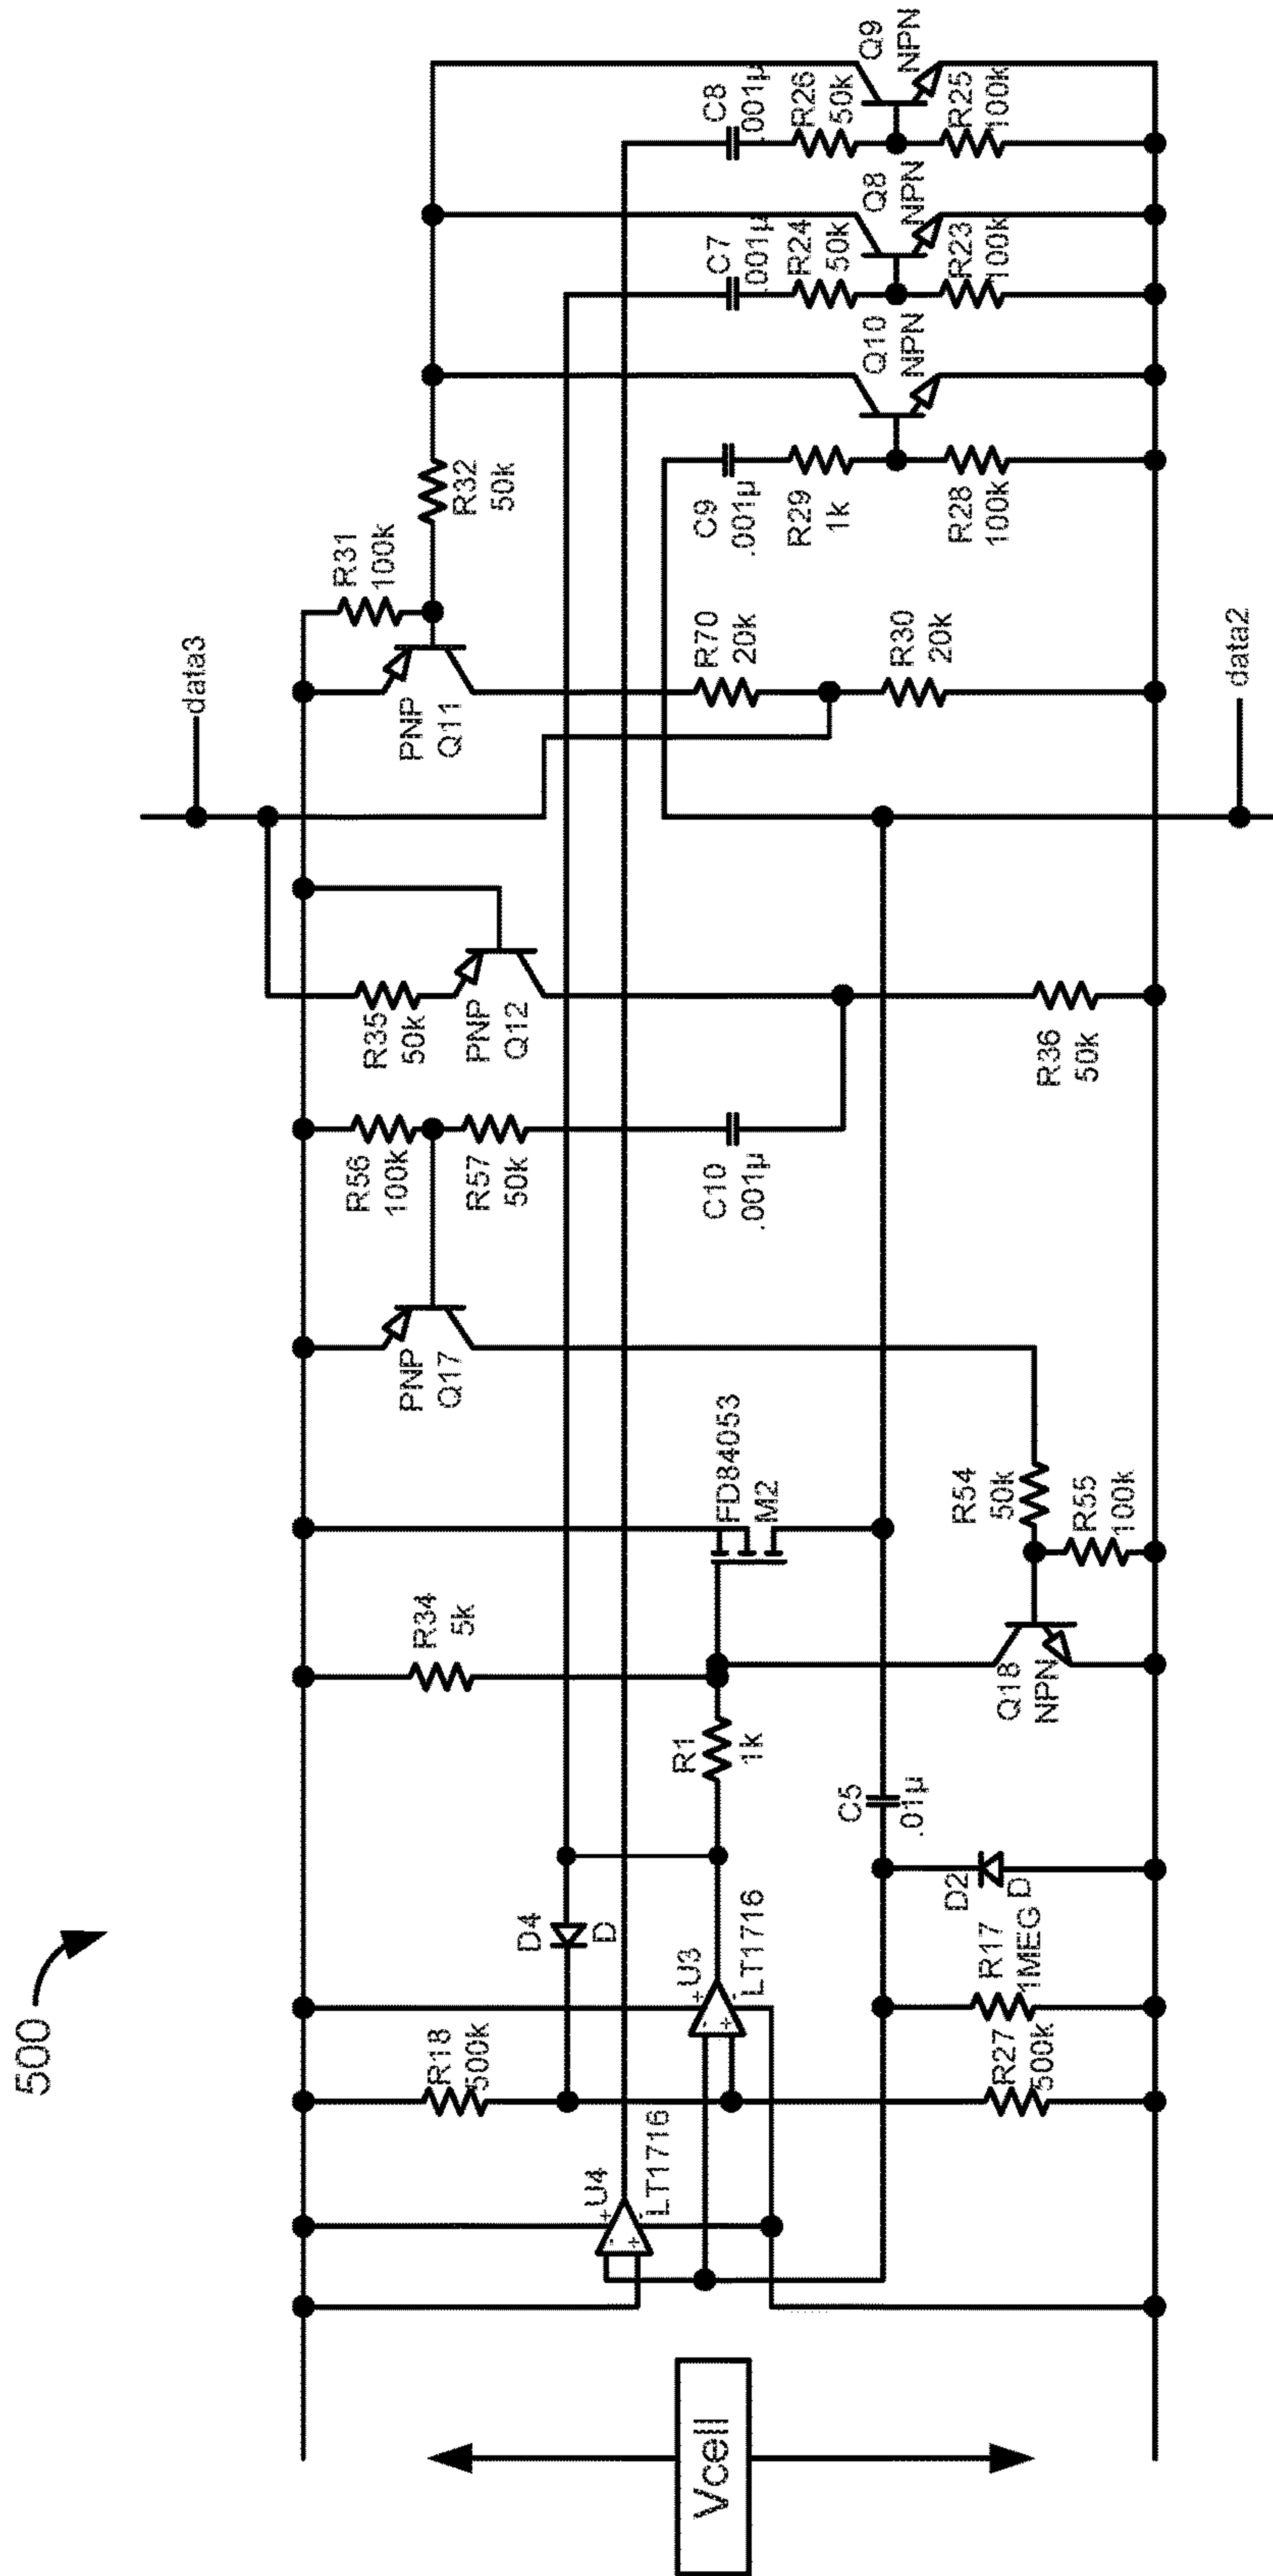 500
Vcell
U4
LT1716
R18
500k
D4
D
U3
LT1716
R27
500k
R17
1MEG
D2
D
C5
.01µ
R1
1k
R34
5k
Q18
NPN
FD84053
M2
R54
50k
R55
100k
PNP
Q17
R56
100k
R57
50k
C10
.001µ
R35
50k
PNP
Q12
R36
50k
data3
data2
PNP
Q11
R31
100k
R70
20k
R30
20k
R32
50k
C9
.001µ
R29
1k
R28
100k
Q10
NPN
C7
.001µ
R24
50k
R23
100k
Q8
NPN
C8
.001µ
R26
50k
R25
100k
Q9
NPN